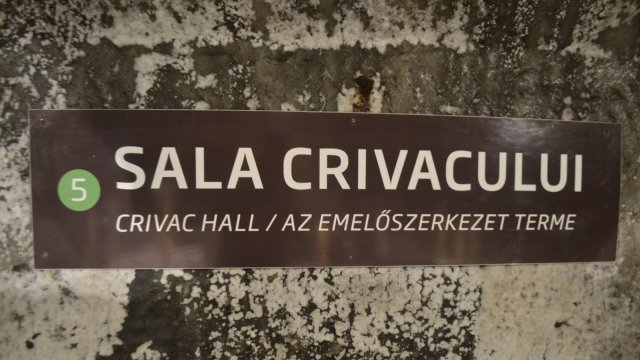 5 SALA CRIVACULUI
CRIVAC HALL / AZ EMELŐSZERKEZET TERME